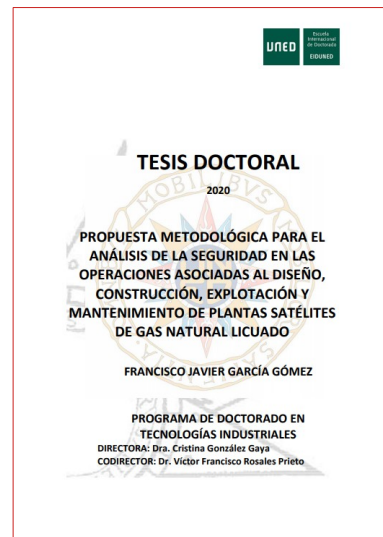 UNED
Escuela
Internacional
de Doctorado
EIDUNED
TESIS DOCTORAL
2020
PROPUESTA METODOLÓGICA PARA EL
ANÁLISIS DE LA SEGURIDAD EN LAS
OPERACIONES ASOCIADAS AL DISEÑO,
CONSTRUCCIÓN, EXPLOTACIÓN Y
MANTENIMIENTO DE PLANTAS SATÉLITES
DE GAS NATURAL LICUADO
FRANCISCO JAVIER GARCÍA GÓMEZ
PROGRAMA DE DOCTORADO EN
TECNOLOGÍAS INDUSTRIALES
DIRECTORA: Dra. Cristina González Gaya
CODIRECTOR: Dr. Víctor Francisco Rosales Prieto